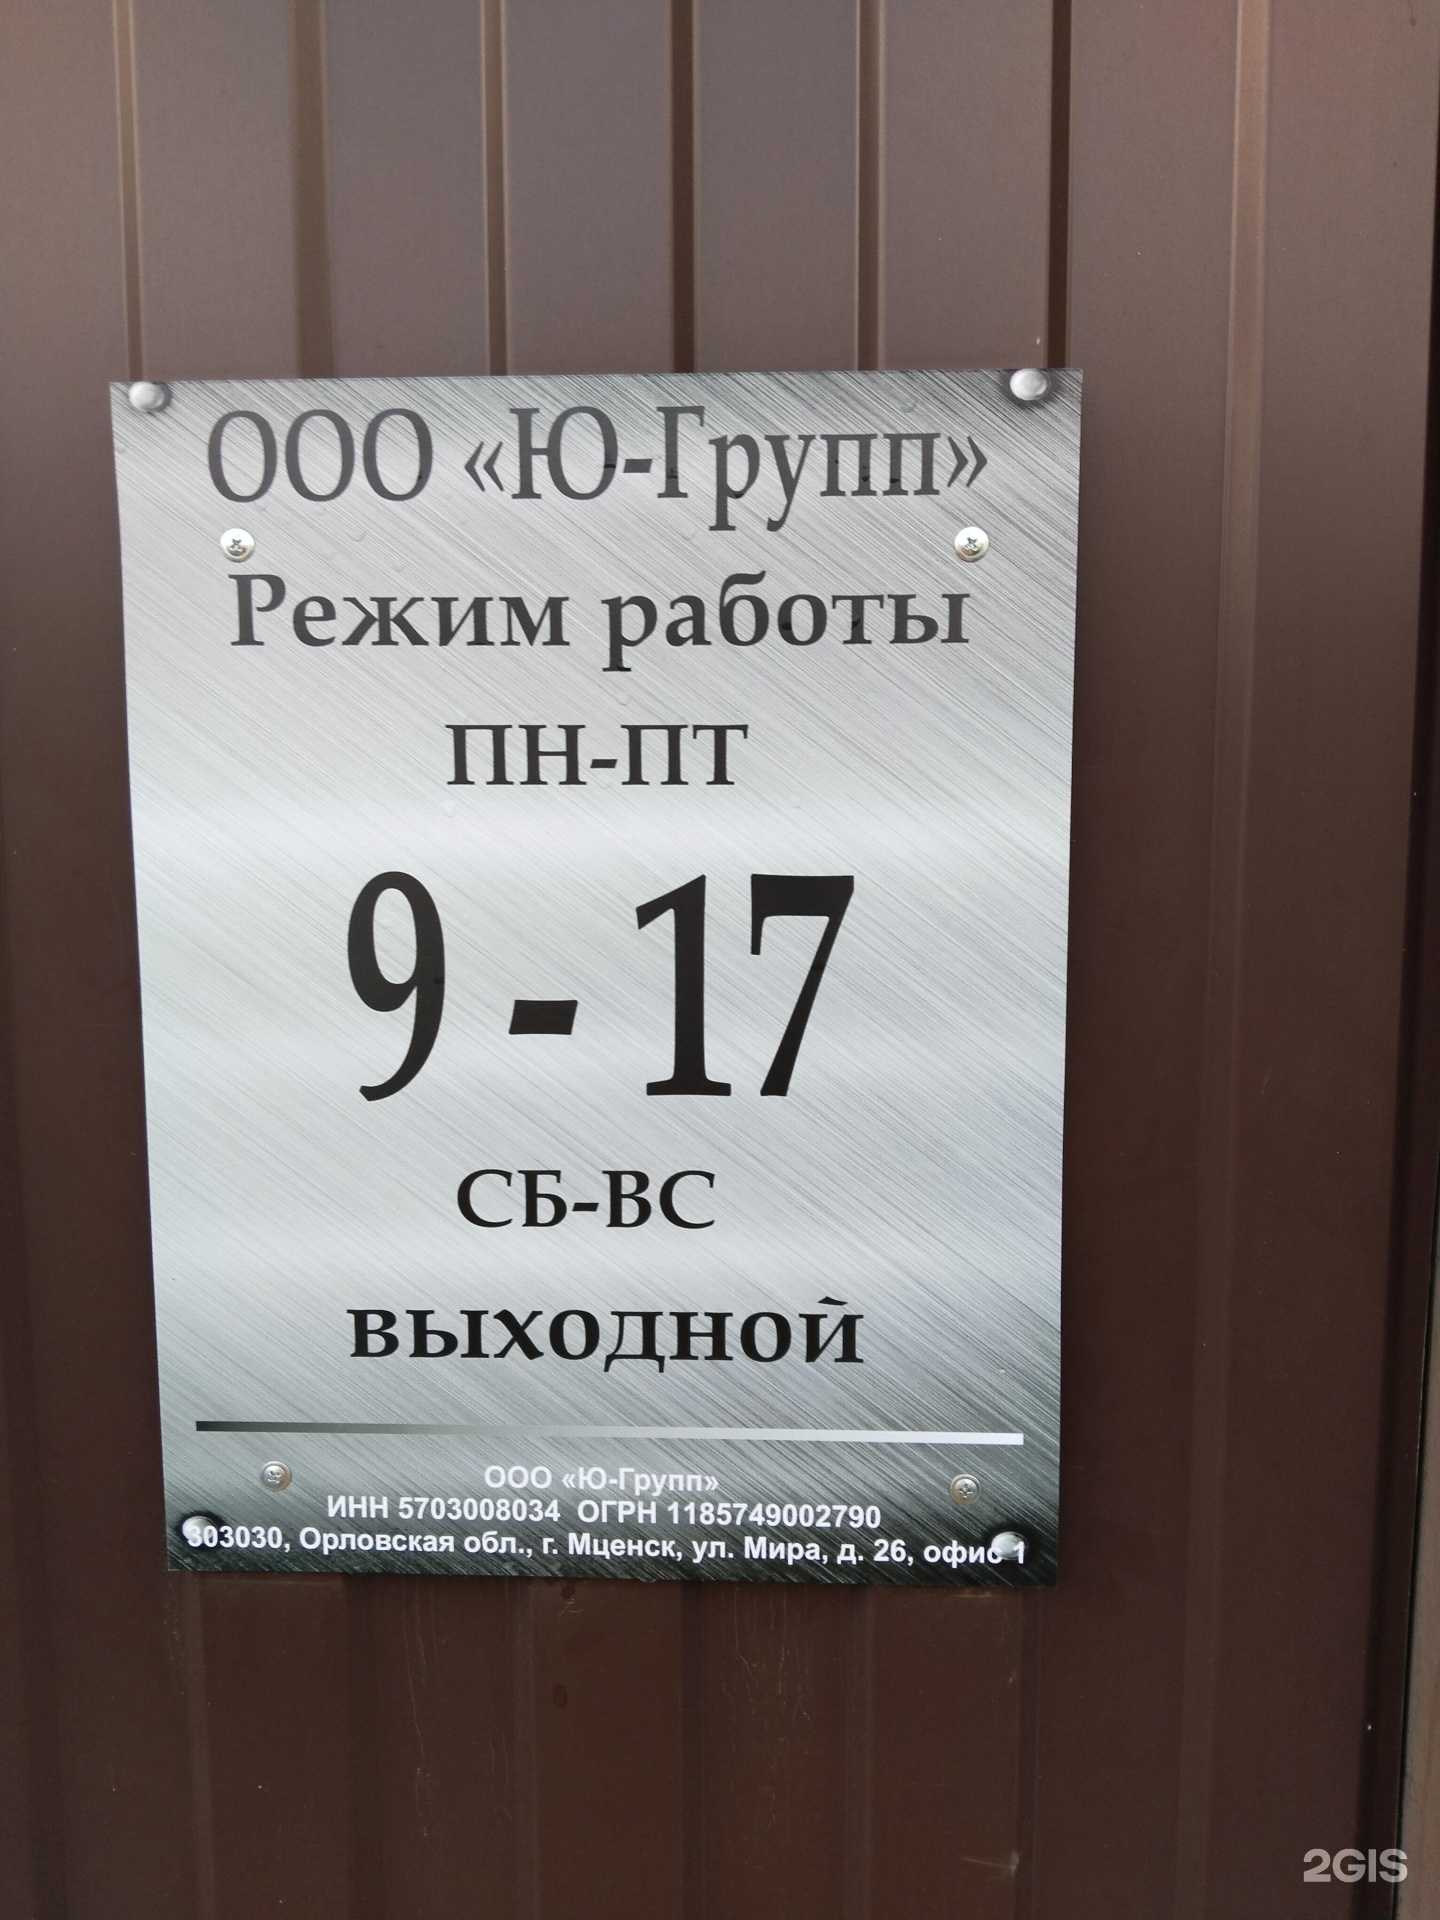 ООО «Ю-Групп»
Режим работы
ПН-ПТ
9 - 17
СБ-ВС
ВЫХОДНОЙ
ООО «Ю-Групп»
ИНН 5703008034 ОГРН 1185749002790
303030, Орловская обл., г. Мценск, ул. Мира, д. 26, офис 1
2GIS